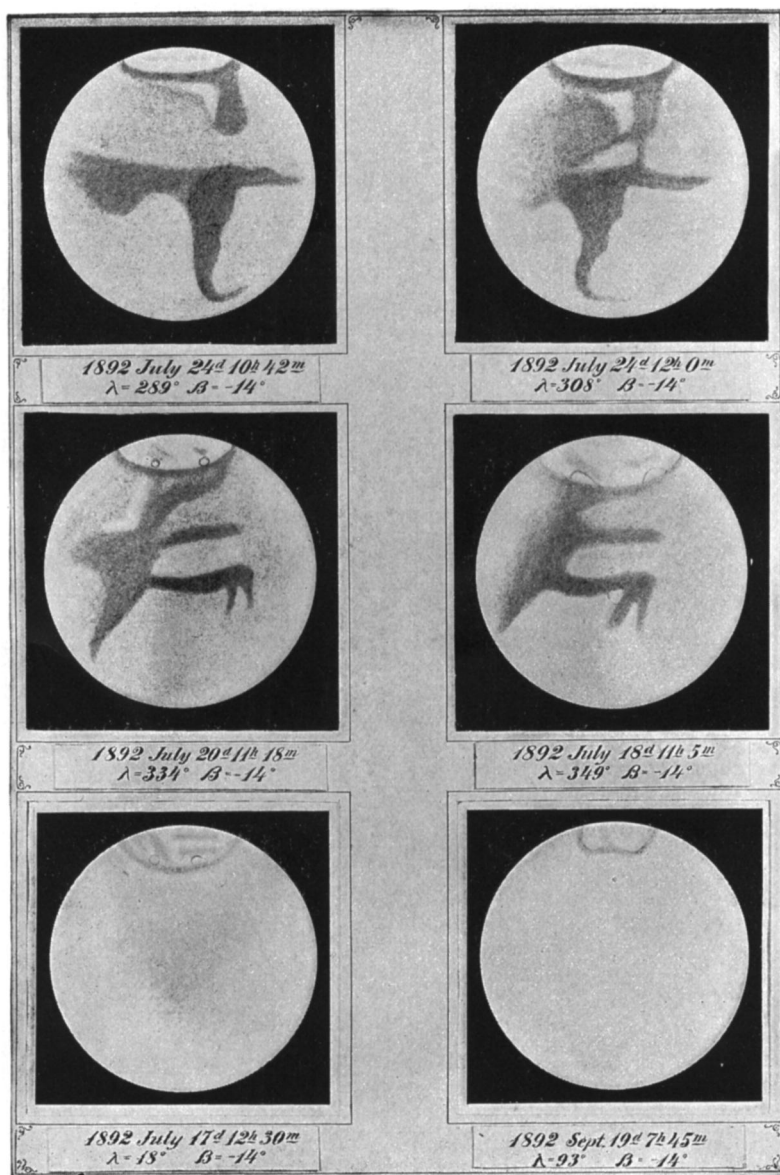 1892 July 24d 10h 42m
λ=289° β=-14°
1892 July 24d 12h 0m
λ=308° β=-14°
1892 July 20d 11h 18m
λ=334° β=-14°
1892 July 18d 11h 5m
λ=349° β=-14°
1892 July 17d 12h 30m
λ=18° β=-14°
1892 Sept. 19d 7h 45m
λ=93° β=-14°